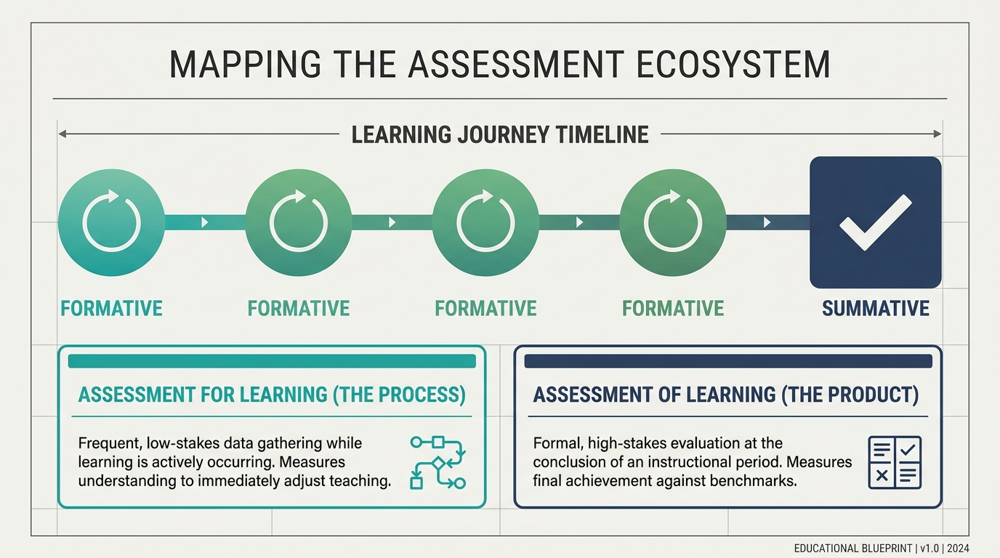 MAPPING THE ASSESSMENT ECOSYSTEM
LEARNING JOURNEY TIMELINE
FORMATIVE
FORMATIVE
FORMATIVE
FORMATIVE
SUMMATIVE
ASSESSMENT FOR LEARNING (THE PROCESS)
Frequent, low-stakes data gathering while
learning is actively occurring. Measures
understanding to immediately adjust teaching.
ASSESSMENT OF LEARNING (THE PRODUCT)
Formal, high-stakes evaluation at the
conclusion of an instructional period. Measures
final achievement against benchmarks.
EDUCATIONAL BLUEPRINT | v1.0 | 2024